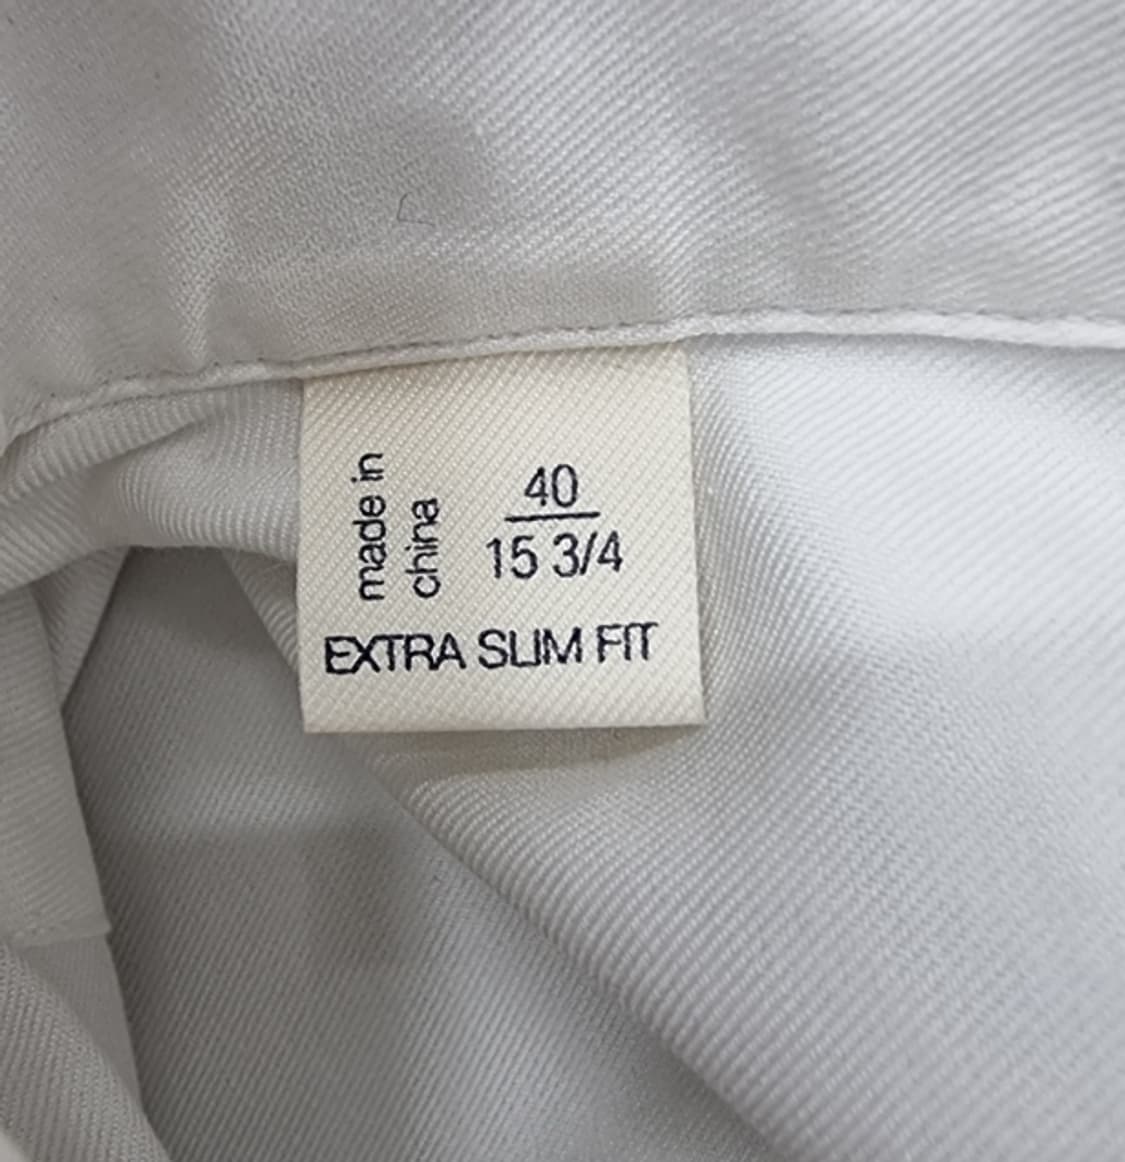 made in
china
40
15 3/4
EXTRA SLIM FIT